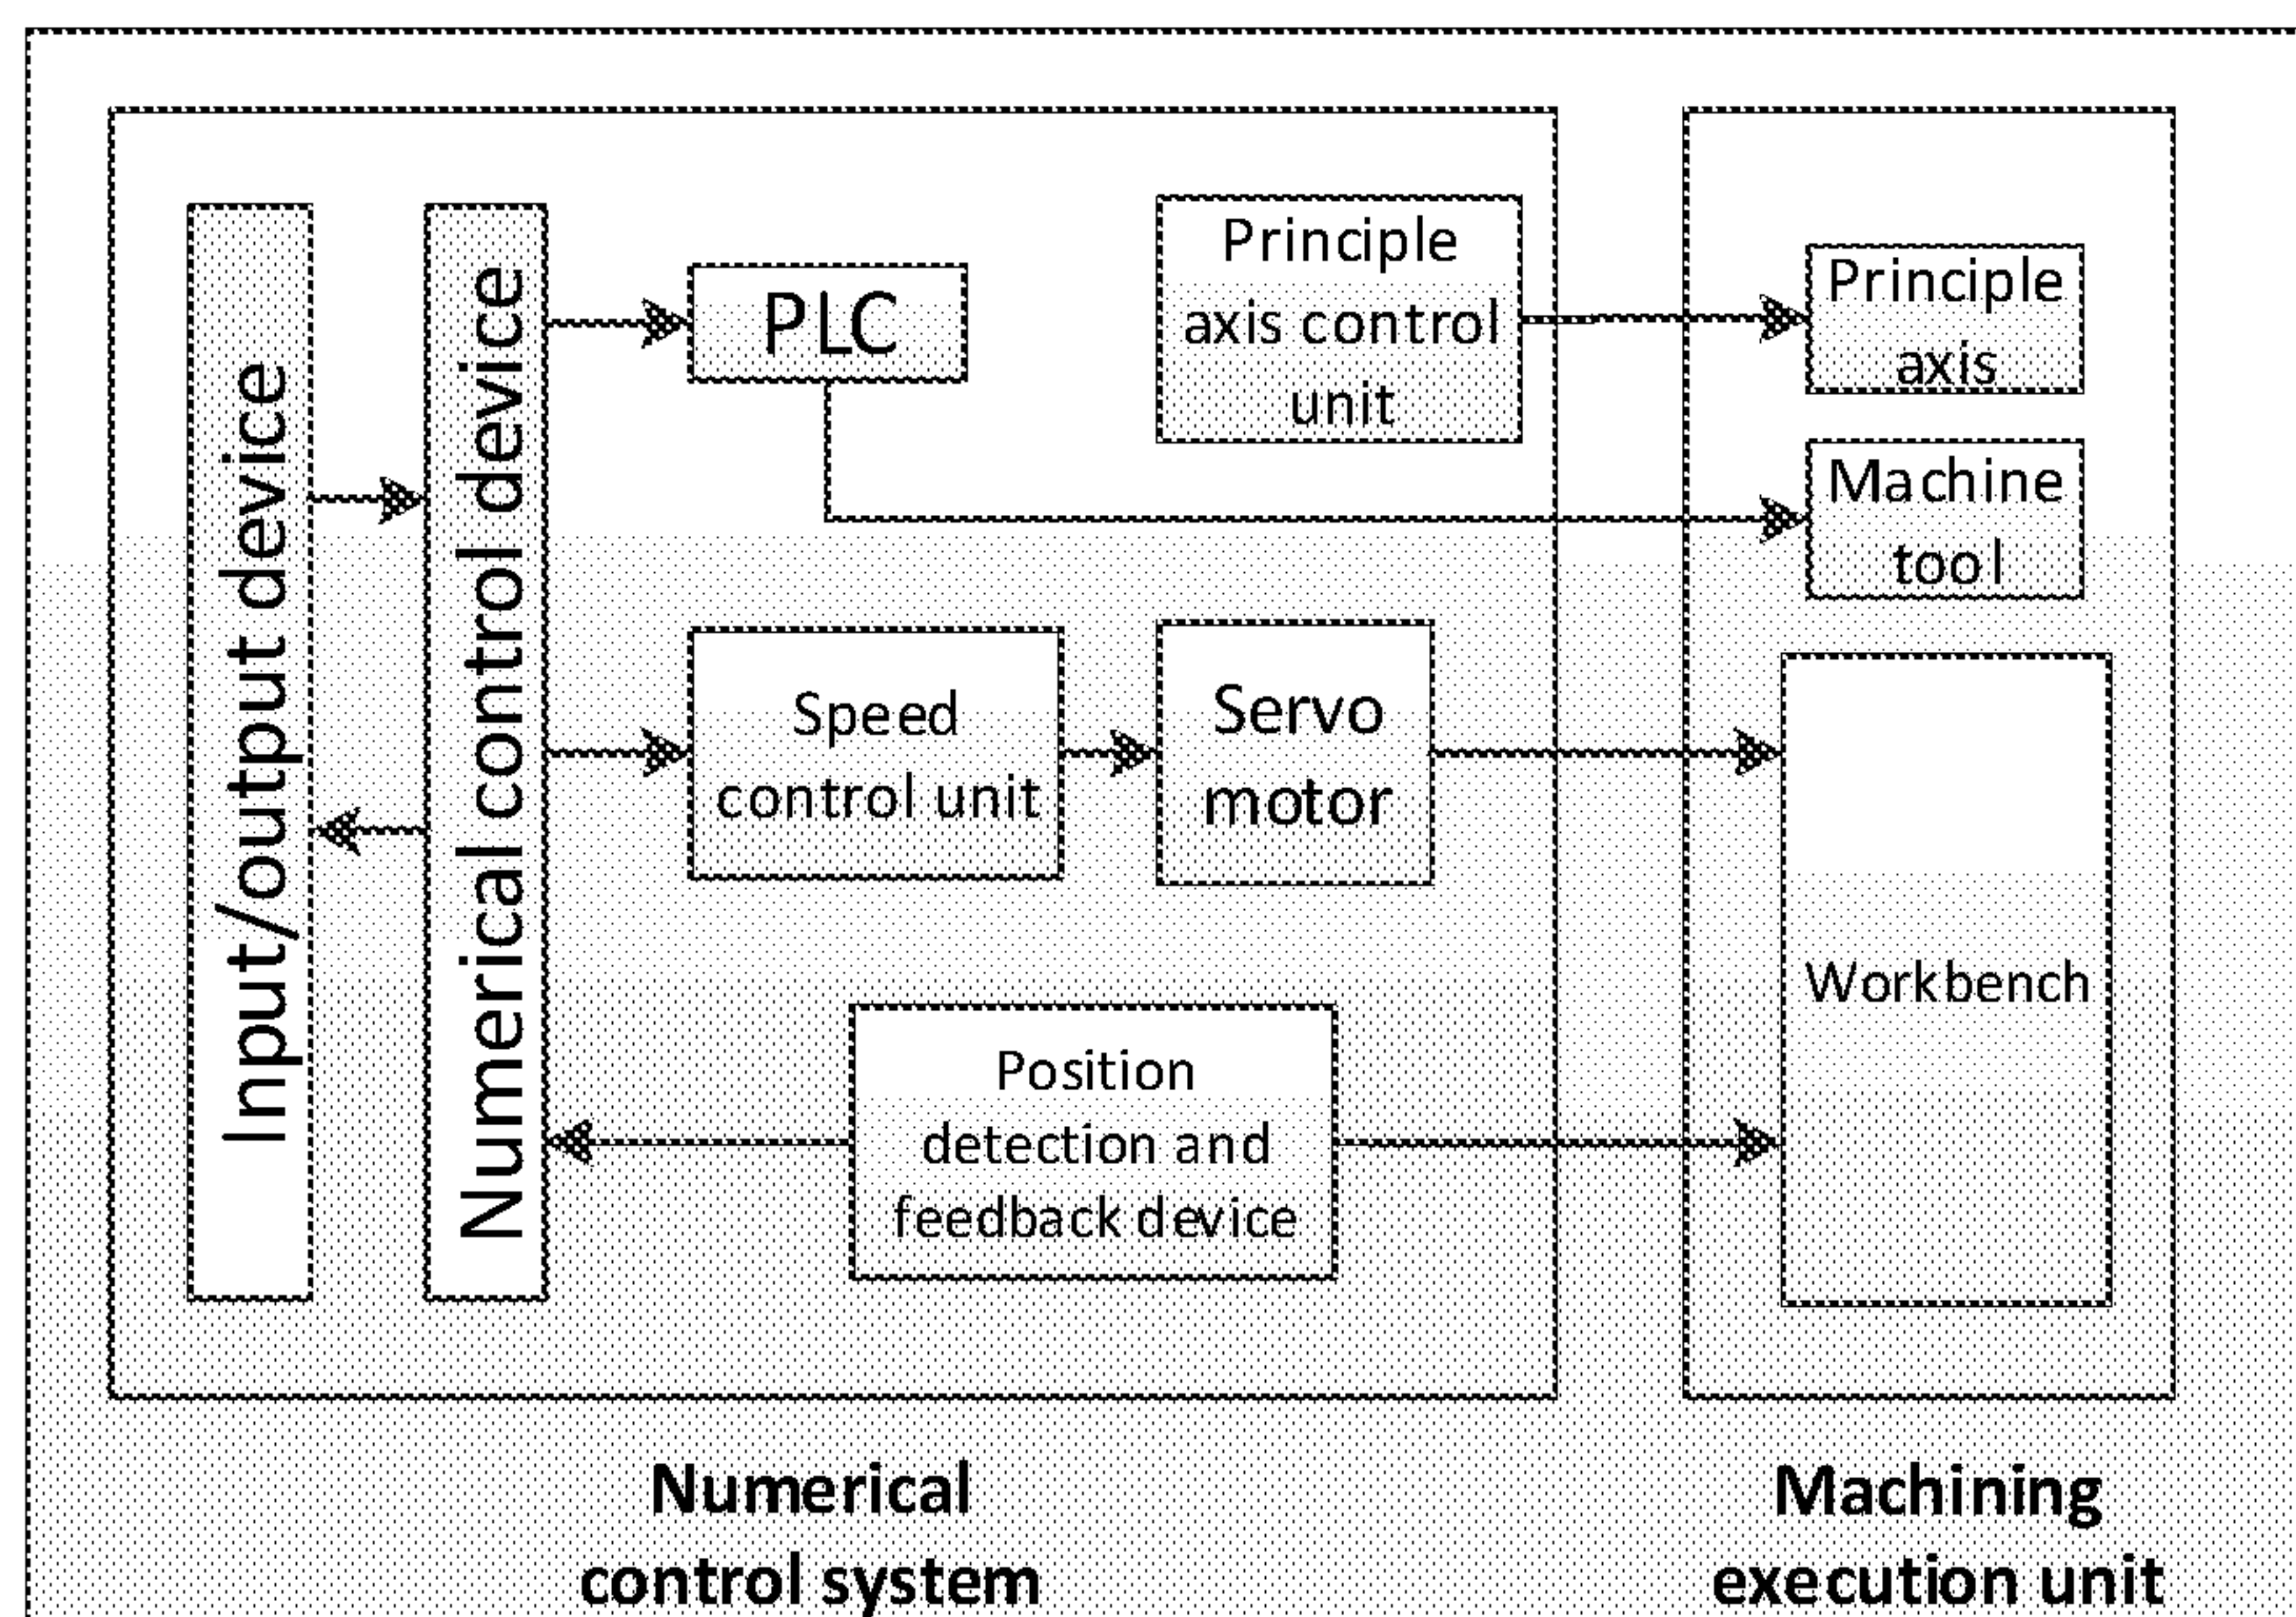 Input/output device
Numerical control device
PLC
Principle
axis control
unit
Principle
axis
Machine
tool
Speed
control unit
Servo
motor
Workbench
Position
detection and
feedback device
Numerical
control system
Machining
execution unit